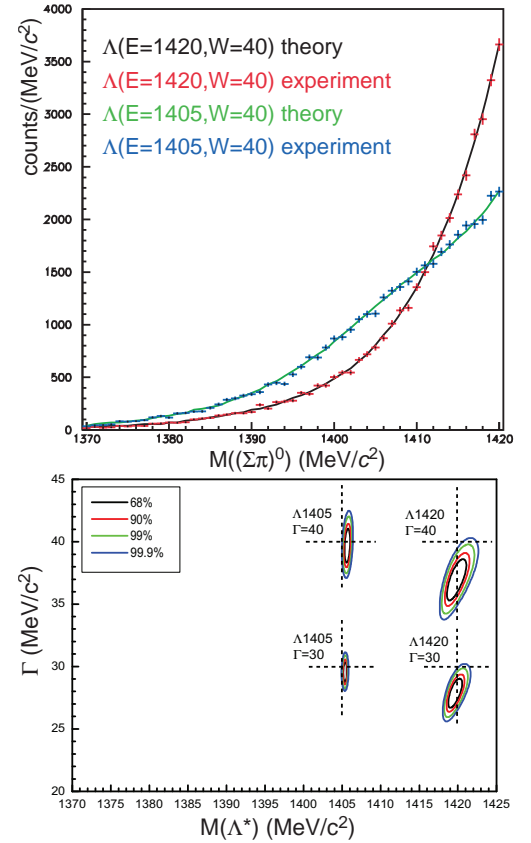 4000
3500
3000
2500
2000
1500
1000
500
0
counts/(MeV/c²)
Λ(E=1420,W=40) theory
Λ(E=1420,W=40) experiment
Λ(E=1405,W=40) theory
Λ(E=1405,W=40) experiment
1370 1380 1390 1400 1410 1420
M((Σπ)⁰) (MeV/c²)
45
40
35
30
25
20
Γ (MeV/c²)
68%
90%
99%
99.9%
Λ1405
Γ=40
Λ1420
Γ=40
Λ1405
Γ=30
Λ1420
Γ=30
1370 1375 1380 1385 1390 1395 1400 1405 1410 1415 1420 1425
M(Λ*) (MeV/c²)